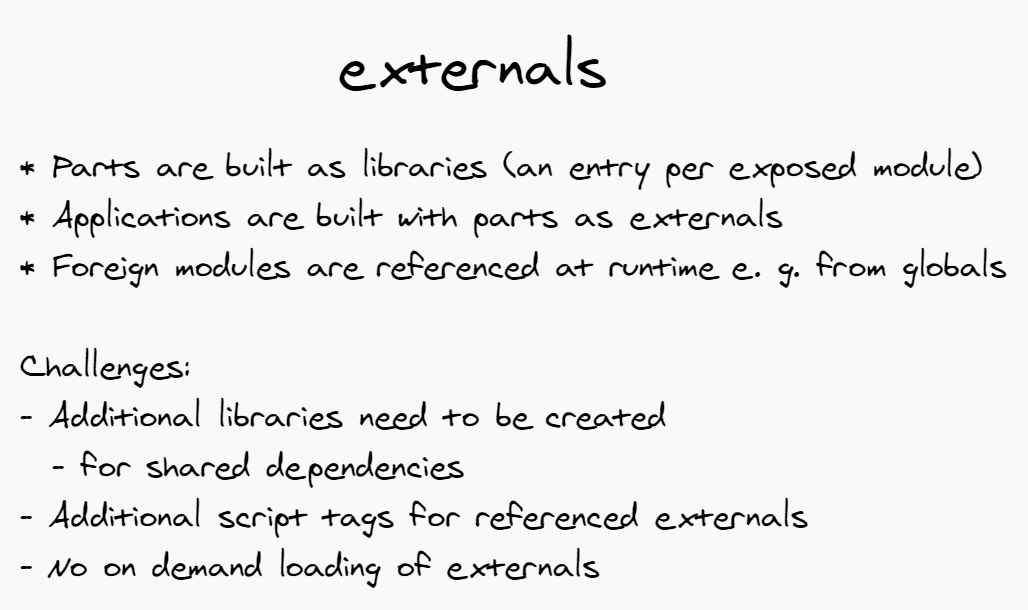 externals
* Parts are built as libraries (an entry per exposed module)
* Applications are built with parts as externals
* Foreign modules are referenced at runtime e. g. from globals
Challenges:
- Additional libraries need to be created
- for shared dependencies
- Additional script tags for referenced externals
- No on demand loading of externals